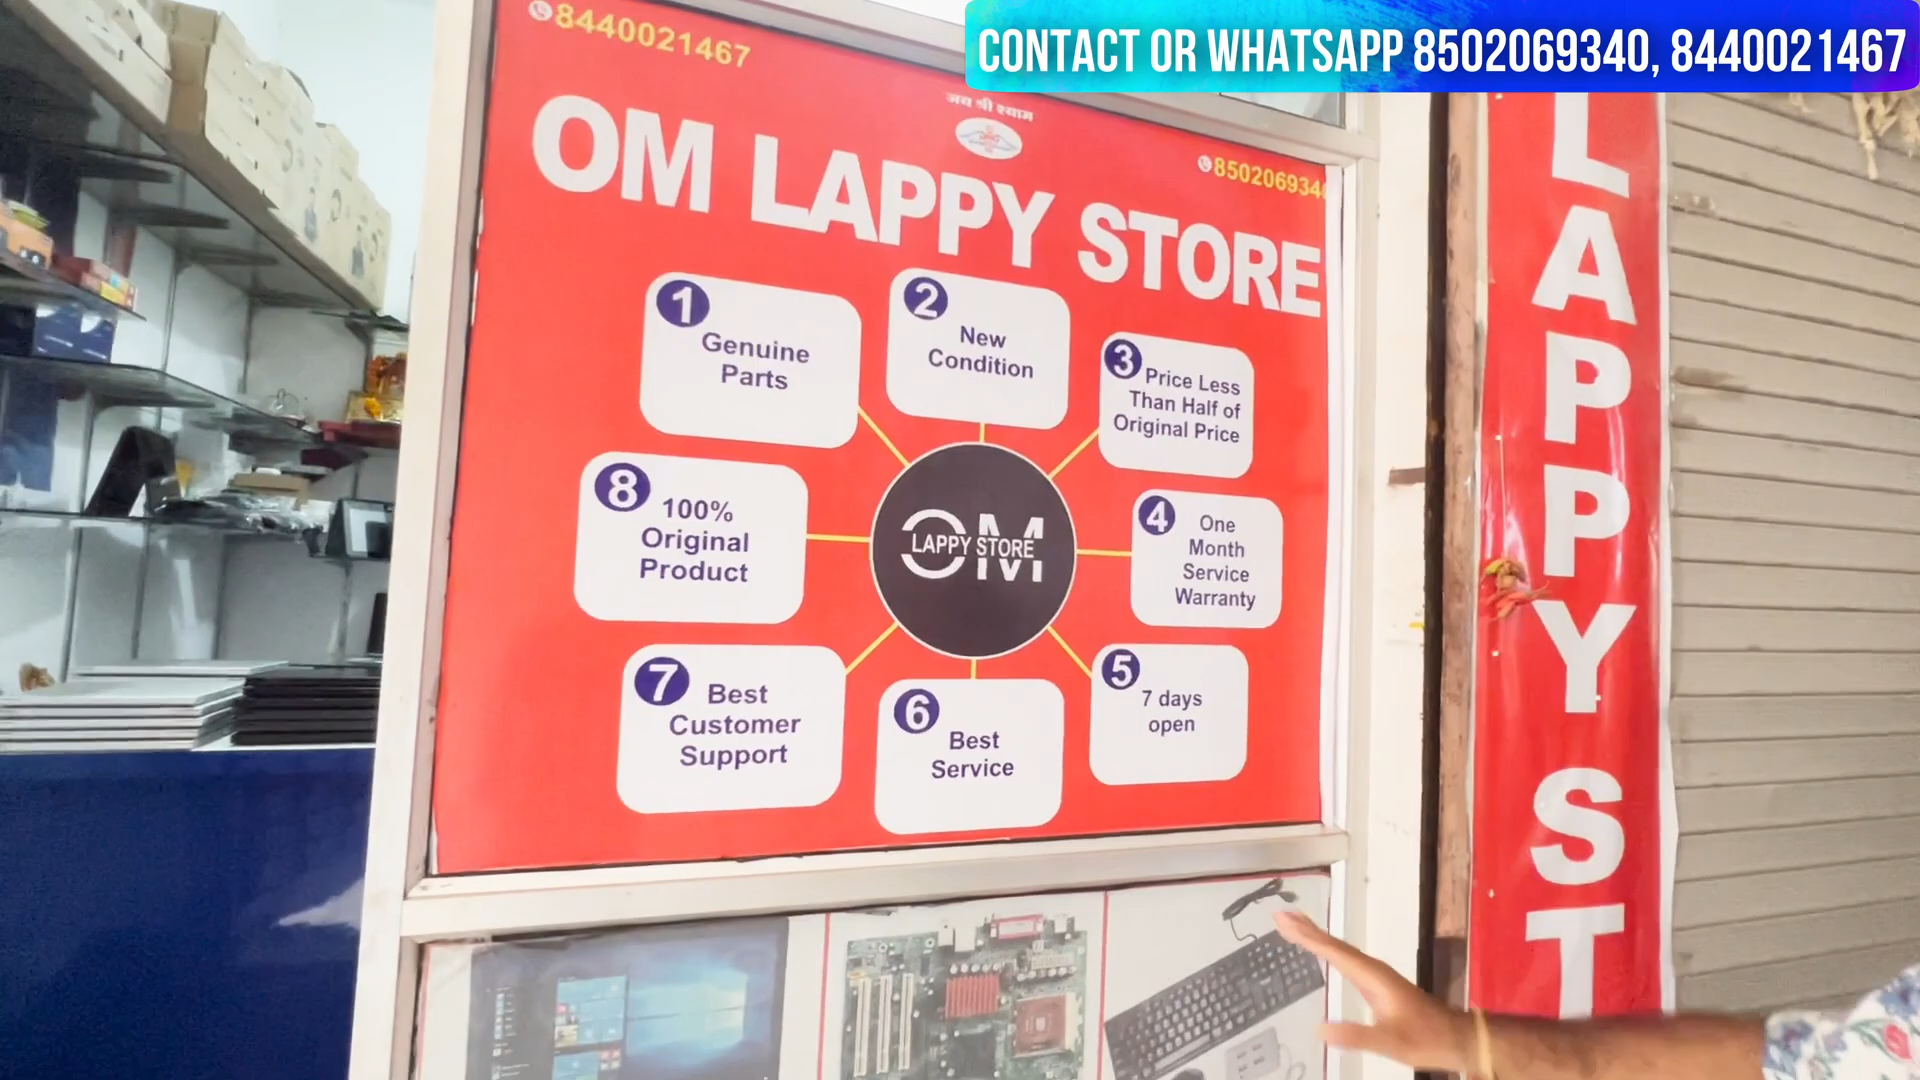 CONTACT OR WHATSAPP 8502069340, 8440021467
8440021467
जय श्री श्याम
850206934
OM LAPPY STORE
1
Genuine
Parts
2
New
Condition
3
Price Less
Than Half of
Original Price
4
One
Month
Service
Warranty
5
7 days
open
6
Best
Service
7
Best
Customer
Support
8
100%
Original
Product
OM
LAPPY STORE
LAPPY ST